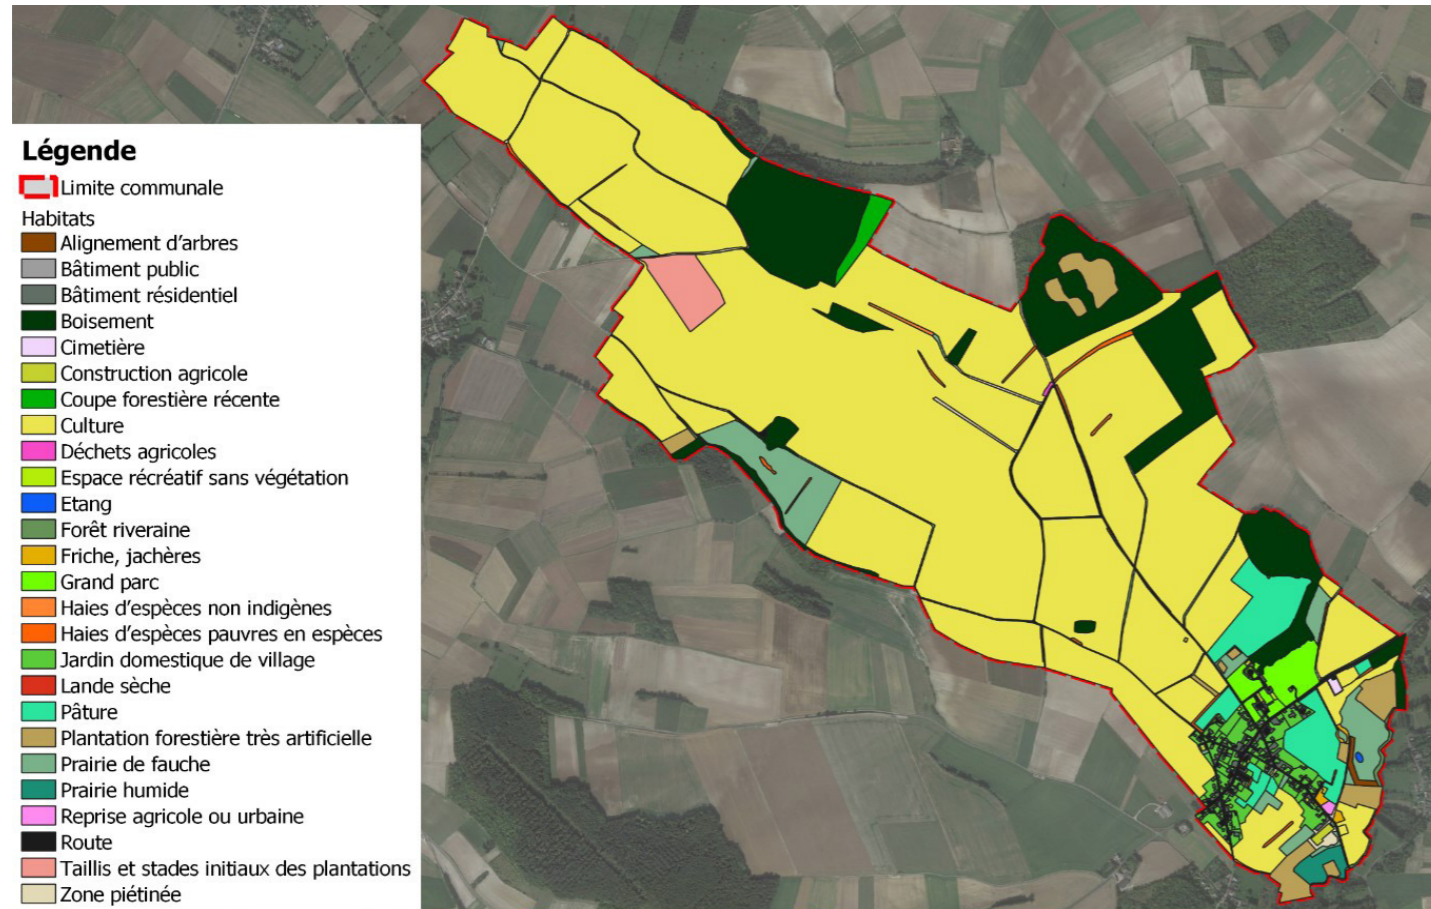 Légende
Limite communale
Habitats
Alignement d'arbres
Bâtiment public
Bâtiment résidentiel
Boisement
Cimetière
Construction agricole
Coupe forestière récente
Culture
Déchets agricoles
Espace récréatif sans végétation
Etang
Forêt riveraine
Friche, jachères
Grand parc
Haies d'espèces non indigènes
Haies d'espèces pauvres en espèces
Jardin domestique de village
Lande sèche
Pâture
Plantation forestière très artificielle
Prairie de fauche
Prairie humide
Reprise agricole ou urbaine
Route
Taillis et stades initiaux des plantations
Zone piétinée